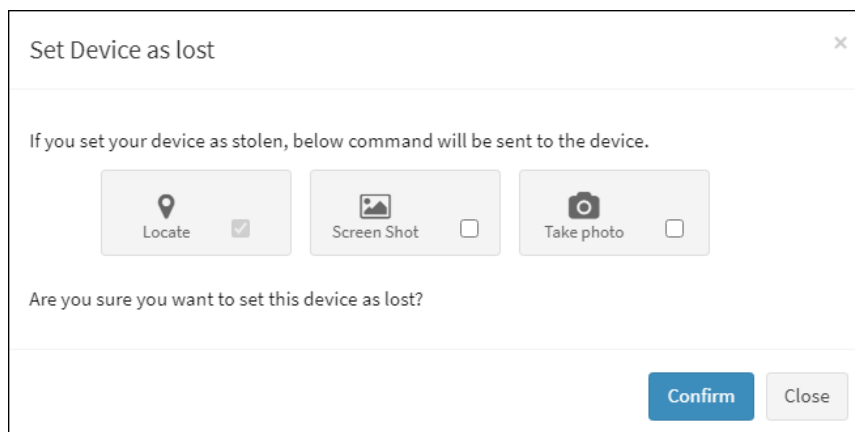 Set Device as lost
×
If you set your device as stolen, below command will be sent to the device.
Locate
Screen Shot
Take photo
Are you sure you want to set this device as lost?
Confirm
Close